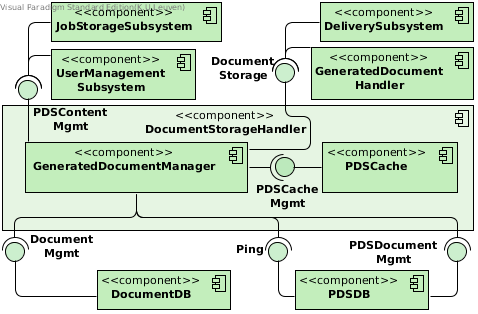 Visual Paradigm Standard Edition(K.U.Leuven)
<<component>>
JobStorageSubsystem
<<component>>
DeliverySubsystem
<<component>>
UserManagement
Subsystem
Document
Storage
<<component>>
GeneratedDocument
Handler
PDSContent
Mgmt
<<component>>
DocumentStorageHandler
<<component>>
GeneratedDocumentManager
PDSCache
Mgmt
<<component>>
PDSCache
Document
Mgmt
Ping
PDSDocument
Mgmt
<<component>>
DocumentDB
<<component>>
PDSDB